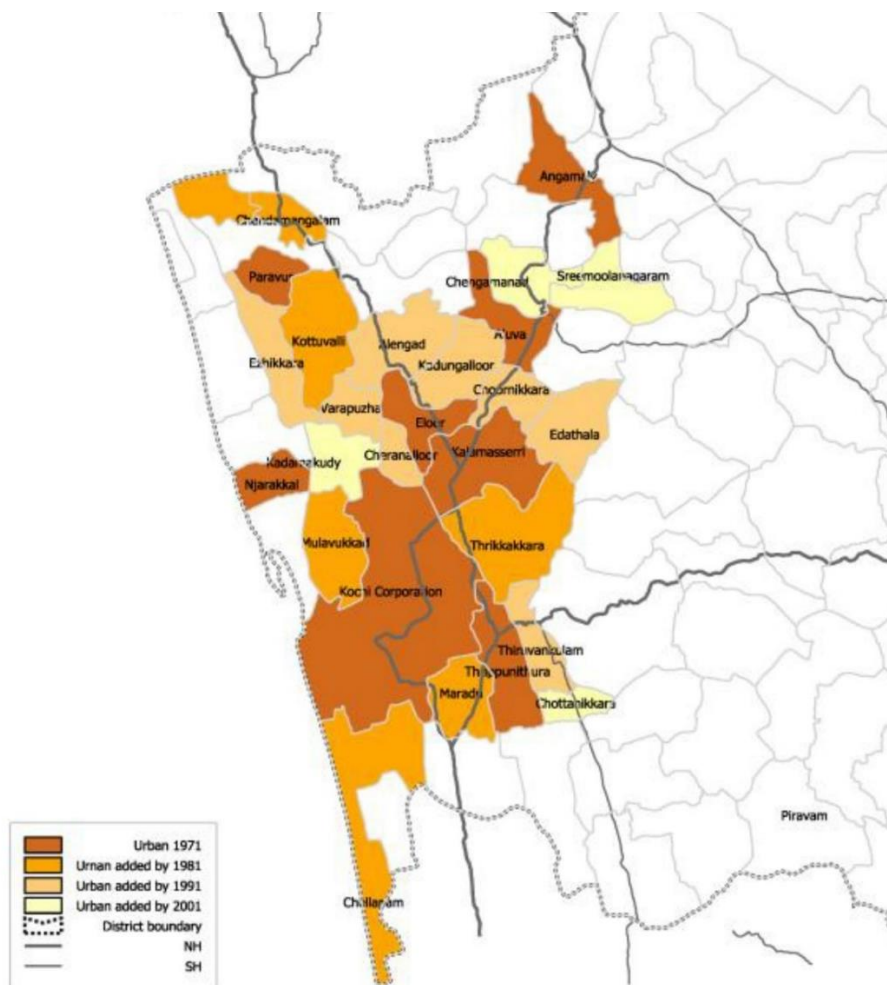 Angamali
Chendamangalam
Paravur
Chengamanad
Sreemoolanagaram
Kottuvalli
Aluva
Alengad
Ezhikkara
Kadungalloor
Choornikkara
Varapuzha
Eloor
Edathala
Kalamasserri
Cheranalloor
Kadamakudy
Njarakkal
Mulavukkad
Thrikkakkara
Kochi Corporation
Thiruvankulam
Thrippunithura
Maradu
Chottanikkara
Piravam
Chellanam
Urban 1971
Urnan added by 1981
Urban added by 1991
Urban added by 2001
District boundary
NH
SH